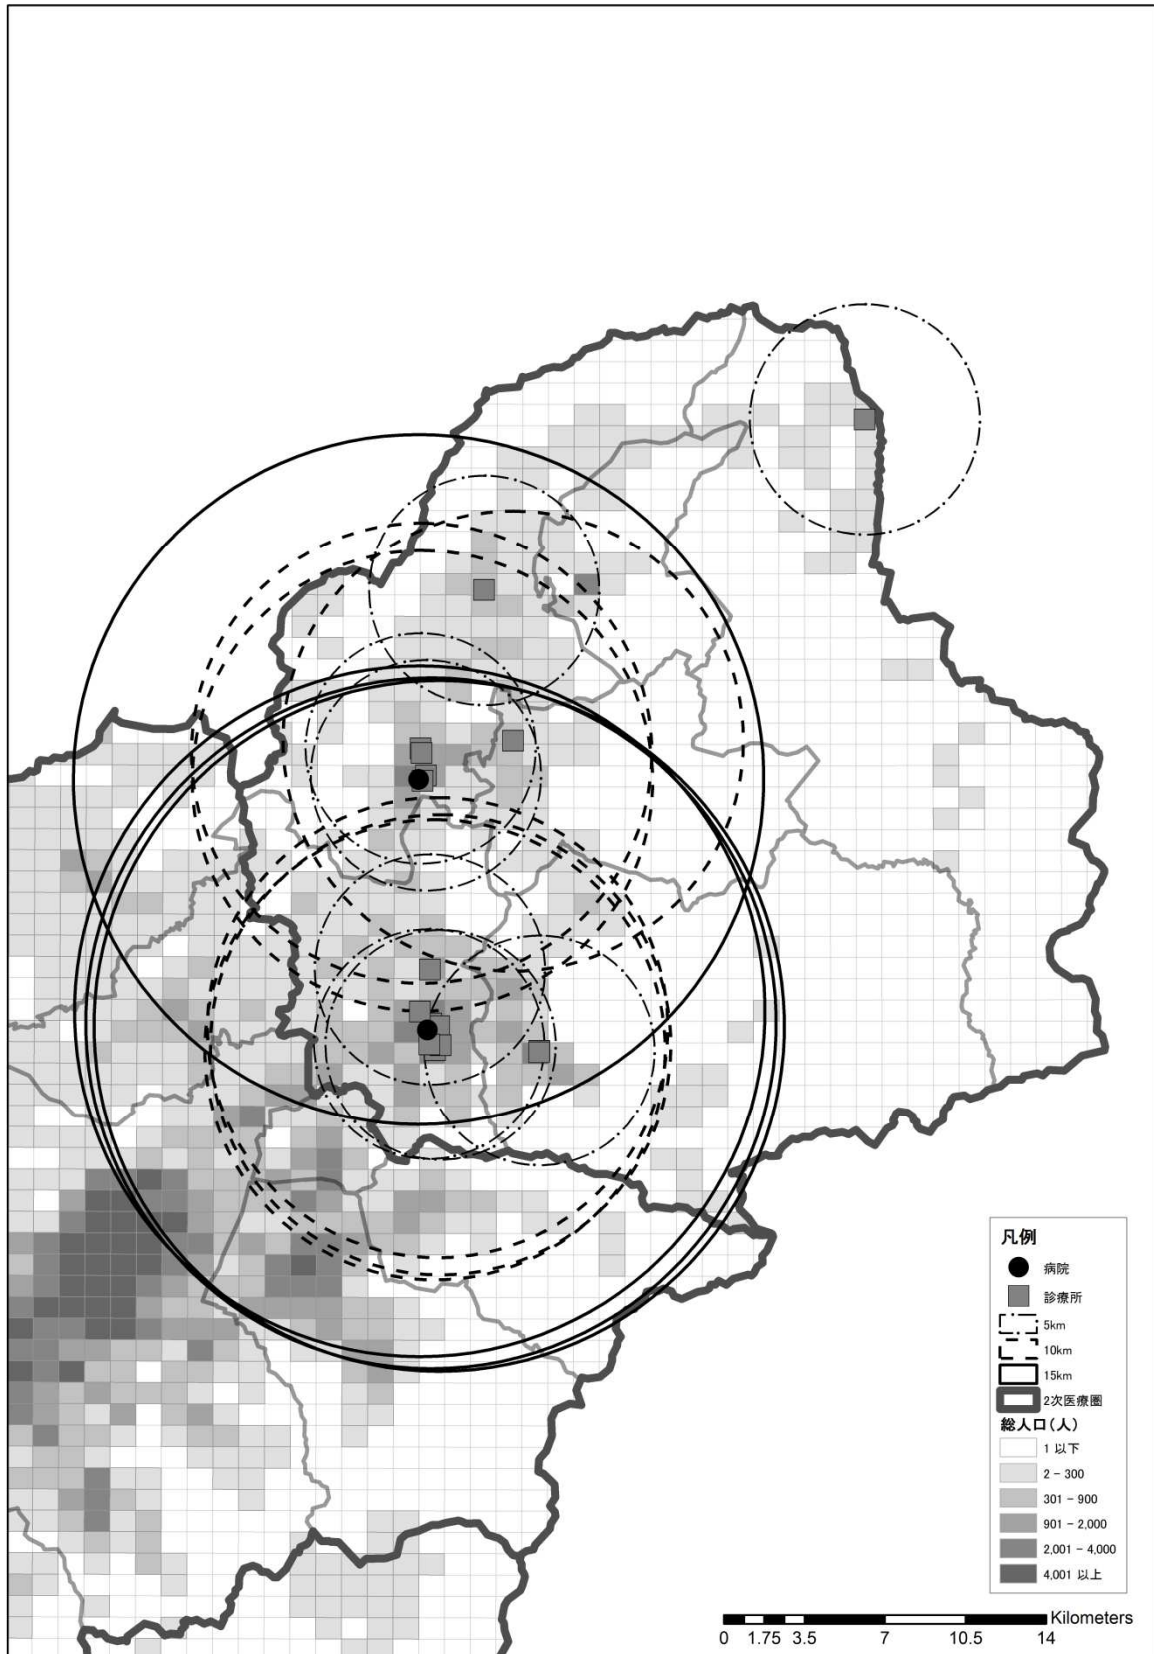 凡例
病院
診療所
5km
10km
15km
2次医療圏
総人口(人)
1 以下
2 - 300
301 - 900
901 - 2,000
2,001 - 4,000
4,001 以上
Kilometers
0 1.75 3.5 7 10.5 14